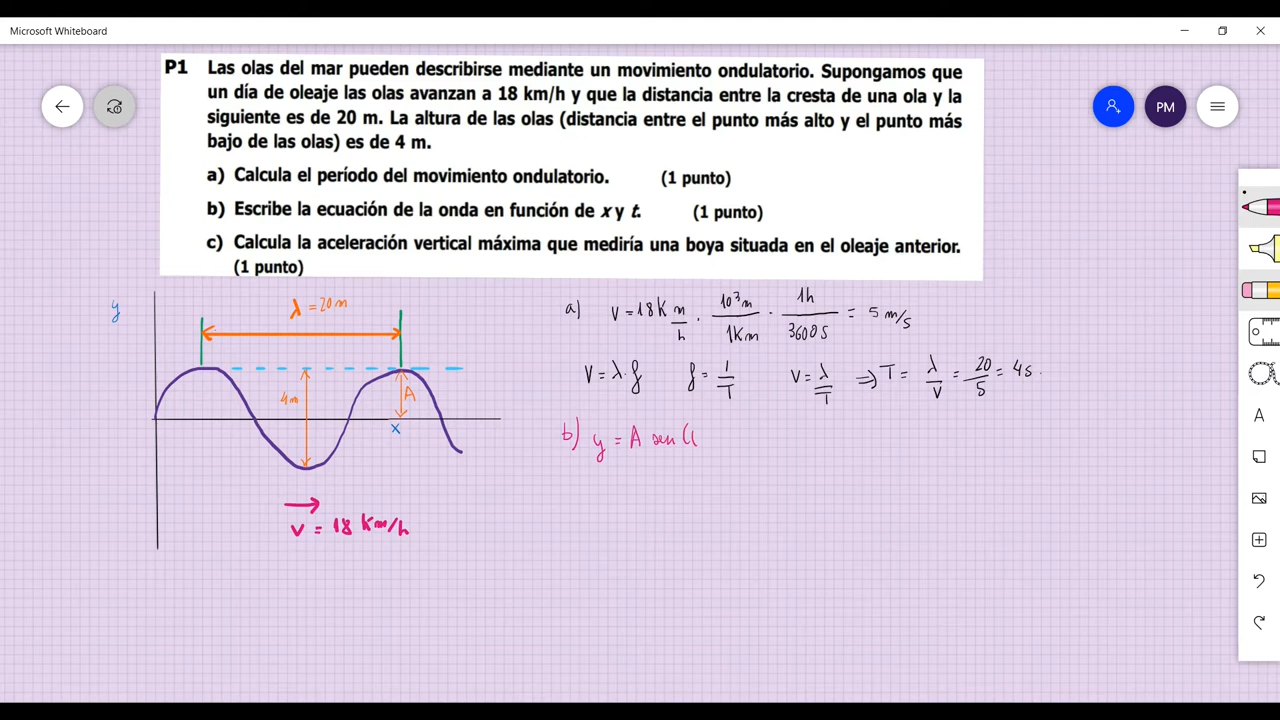 Microsoft Whiteboard
P1 Las olas del mar pueden describirse mediante un movimiento ondulatorio. Supongamos que
un día de oleaje las olas avanzan a 18 km/h y que la distancia entre la cresta de una ola y la
siguiente es de 20 m. La altura de las olas (distancia entre el punto más alto y el punto más
bajo de las olas) es de 4 m.
a) Calcula el período del movimiento ondulatorio. (1 punto)
b) Escribe la ecuación de la onda en función de x y t. (1 punto)
c) Calcula la aceleración vertical máxima que mediría una boya situada en el oleaje anterior.
(1 punto)
PM
y
λ = 20 m
4m
A
x
v = 18 Km/h
a) v = 18 K m/h · 10³m/1Km · 1h/3600 s = 5 m/s
V = λ · f f = 1/T V = λ/T ⇒ T = λ/V = 20/5 = 4 s.
b) y = A sen ((
A